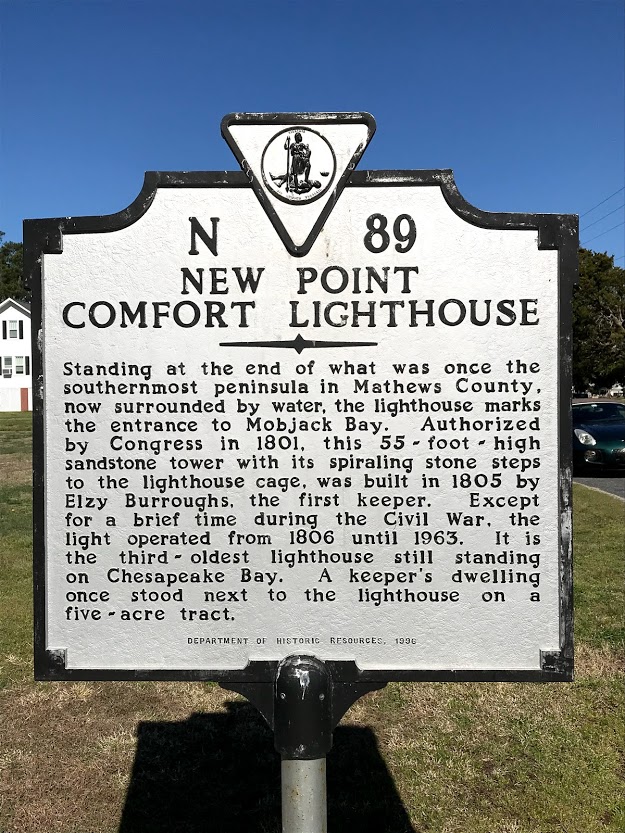 N 89
NEW POINT
COMFORT LIGHTHOUSE
Standing at the end of what was once the
southernmost peninsula in Mathews County,
now surrounded by water, the lighthouse marks
the entrance to Mobjack Bay. Authorized
by Congress in 1801, this 55-foot-high
sandstone tower with its spiraling stone steps
to the lighthouse cage, was built in 1805 by
Elzy Burroughs, the first keeper. Except
for a brief time during the Civil War, the
light operated from 1806 until 1963. It is
the third-oldest lighthouse still standing
on Chesapeake Bay. A keeper's dwelling
once stood next to the lighthouse on a
five-acre tract.
DEPARTMENT OF HISTORIC RESOURCES, 1996